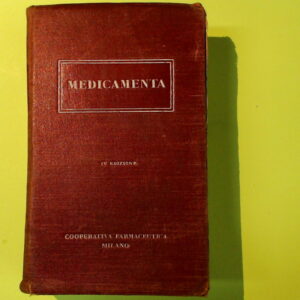 MEDICAMENTA
IV EDIZIONE
COOPERATIVA FARMACEUTICA
MILANO